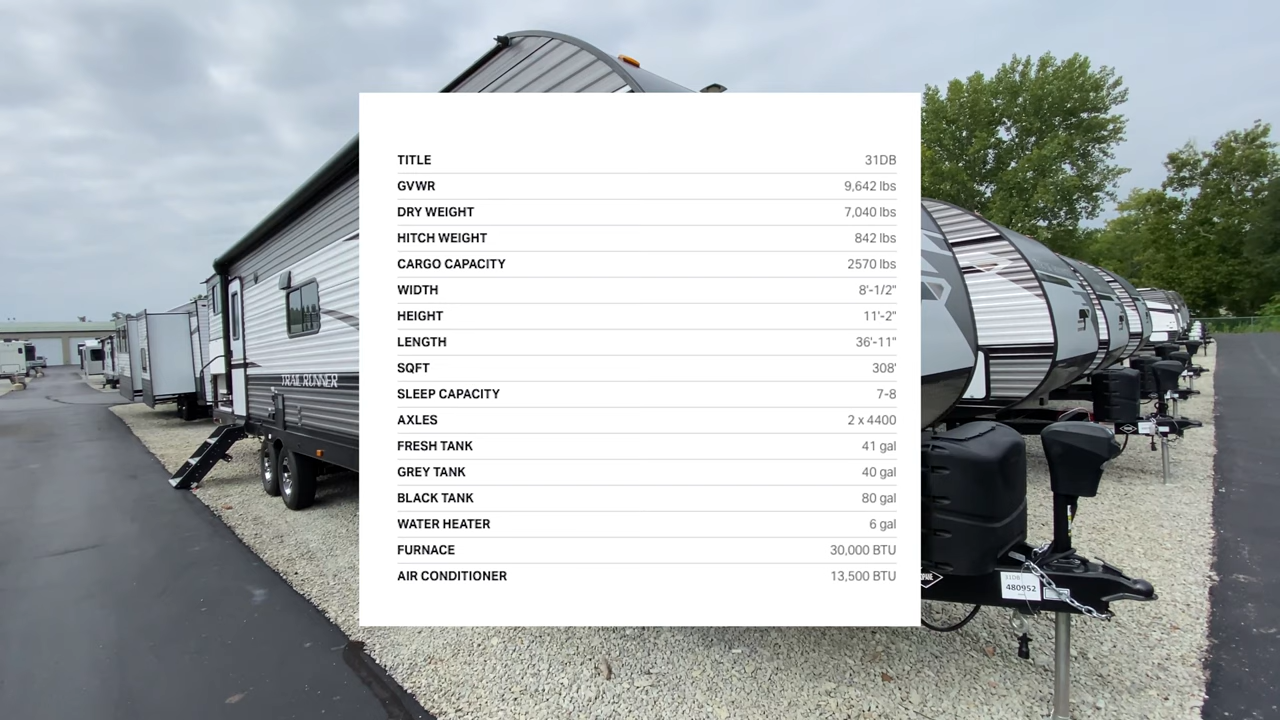 TITLE 31DB
GVWR 9,642 lbs
DRY WEIGHT 7,040 lbs
HITCH WEIGHT 842 lbs
CARGO CAPACITY 2570 lbs
WIDTH 8'-1/2"
HEIGHT 11'-2"
LENGTH 36'-11"
SQFT 308'
SLEEP CAPACITY 7-8
AXLES 2 x 4400
FRESH TANK 41 gal
GREY TANK 40 gal
BLACK TANK 80 gal
WATER HEATER 6 gal
FURNACE 30,000 BTU
AIR CONDITIONER 13,500 BTU
TRAIL RUNNER
31DB
480952